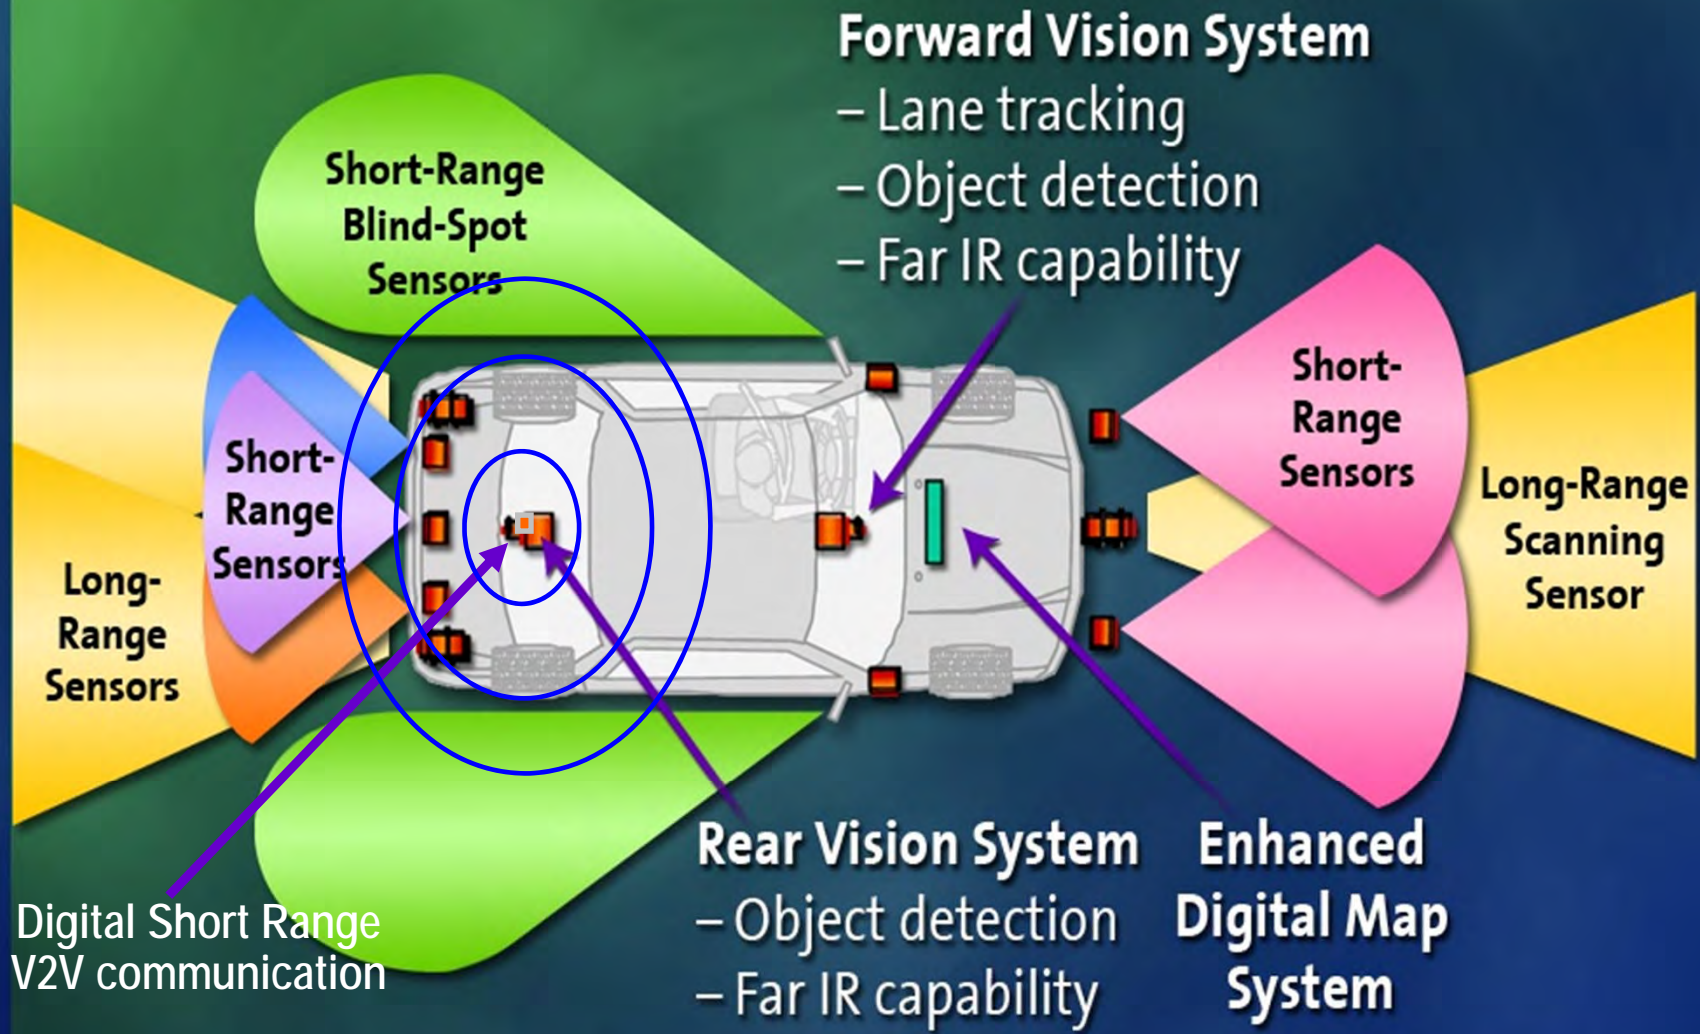 Forward Vision System
– Lane tracking
– Object detection
– Far IR capability
Short-Range
Blind-Spot
Sensors
Short-
Range
Sensors
Long-
Range
Sensors
Short-
Range
Sensors
Long-Range
Scanning
Sensor
Digital Short Range
V2V communication
Rear Vision System
– Object detection
– Far IR capability
Enhanced
Digital Map
System